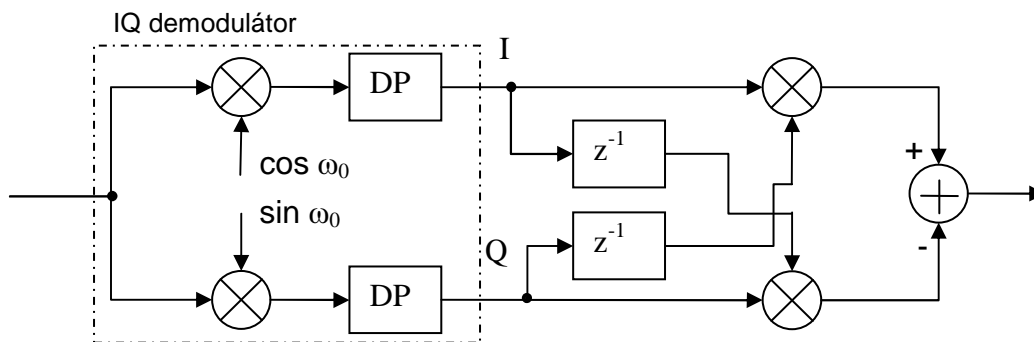 IQ demodulátor
I
DP
DP
cos ω₀
sin ω₀
z⁻¹
z⁻¹
Q
+
-